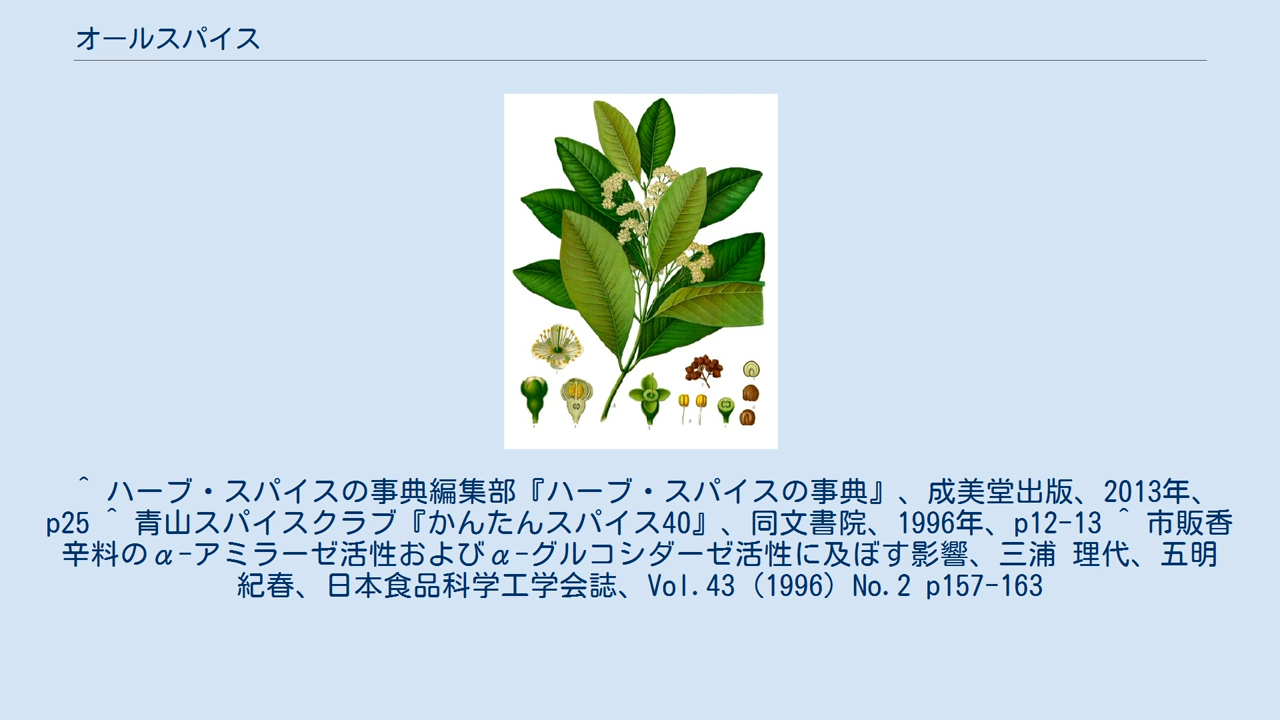 オールスパイス
^ ハーブ・スパイスの事典編集部『ハーブ・スパイスの事典』、成美堂出版、2013年、
p25 ^ 青山スパイスクラブ『かんたんスパイス40』、同文書院、1996年、p12-13 ^ 市販香
辛料のα-アミラーゼ活性およびα-グルコシダーゼ活性に及ぼす影響、三浦 理代、五明
紀春、日本食品科学工学会誌、Vol.43（1996）No.2 p157-163